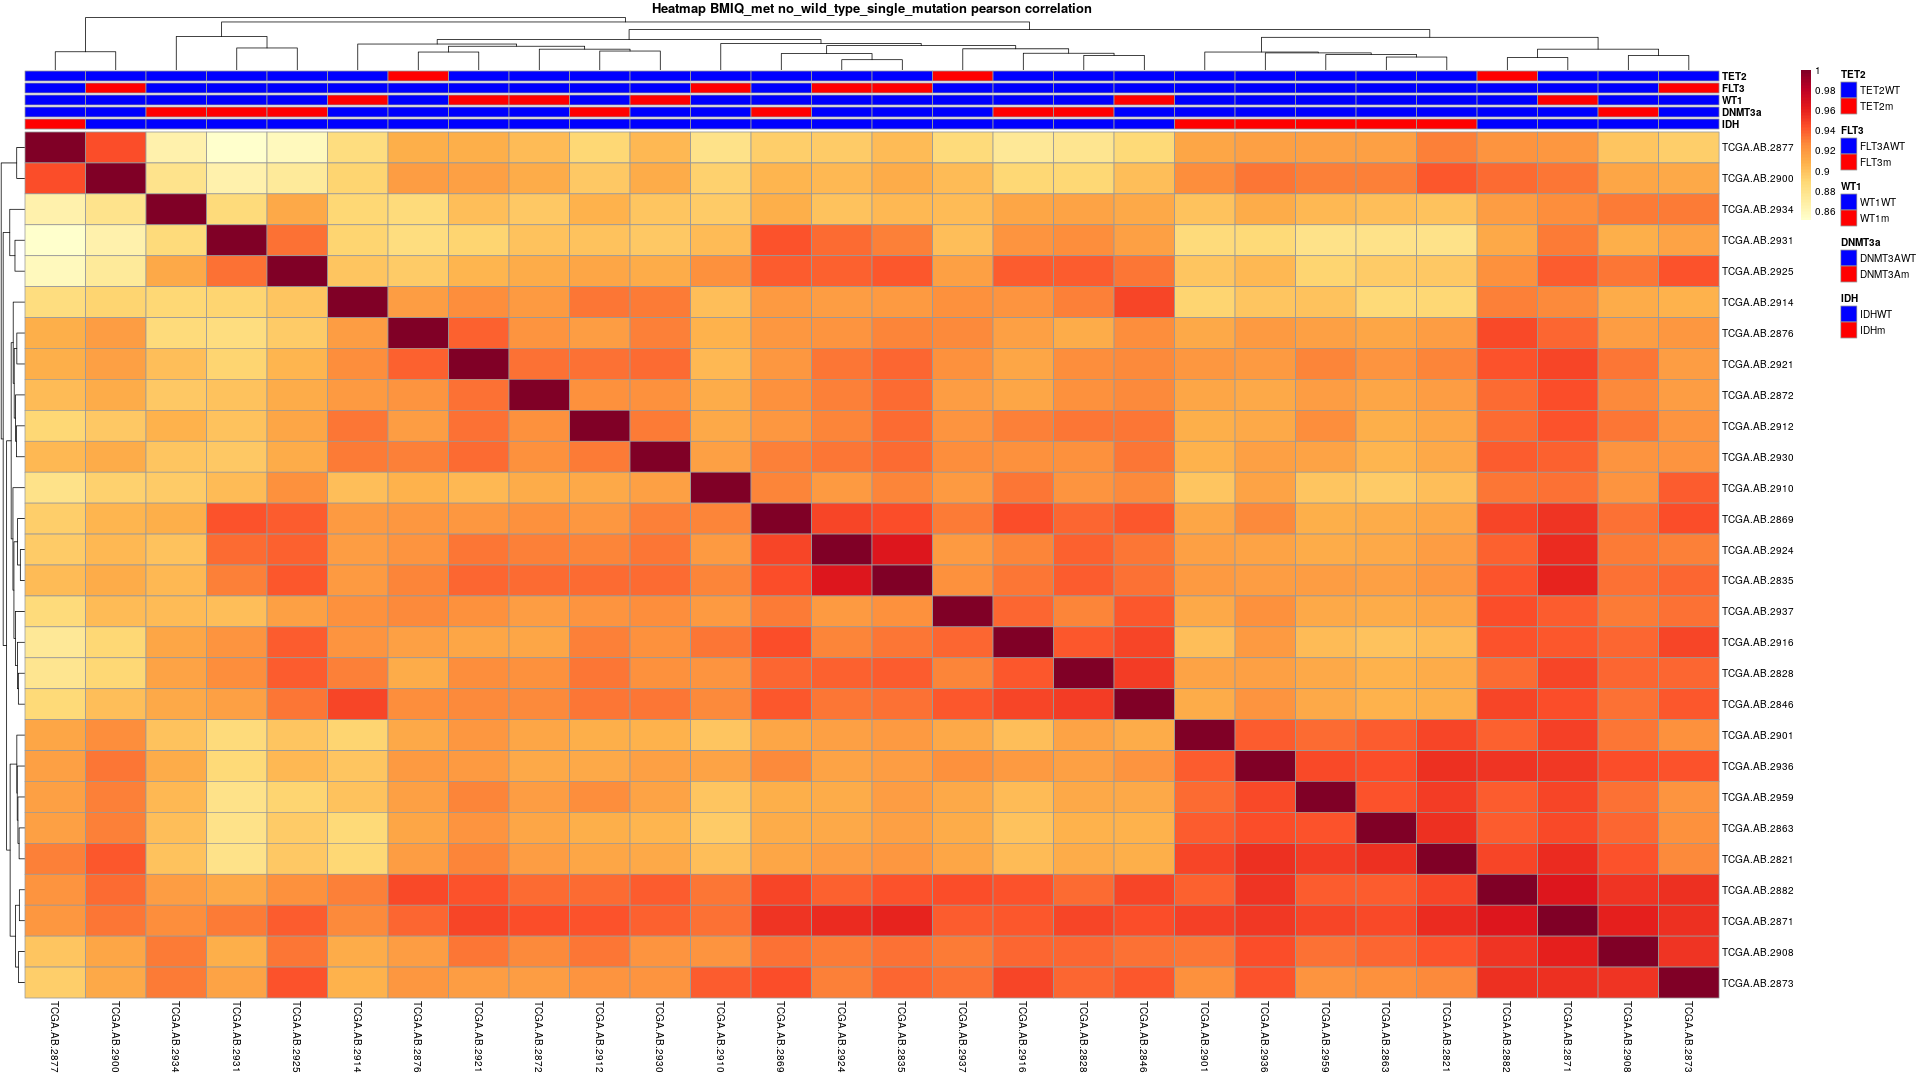 Heatmap BMIQ_met no_wild_type_single_mutation pearson correlation
TET2
FLT3
WT1
DNMT3a
IDH
TCGA.AB.2877
TCGA.AB.2900
TCGA.AB.2934
TCGA.AB.2931
TCGA.AB.2925
TCGA.AB.2914
TCGA.AB.2876
TCGA.AB.2921
TCGA.AB.2872
TCGA.AB.2912
TCGA.AB.2930
TCGA.AB.2910
TCGA.AB.2869
TCGA.AB.2924
TCGA.AB.2835
TCGA.AB.2937
TCGA.AB.2916
TCGA.AB.2828
TCGA.AB.2846
TCGA.AB.2901
TCGA.AB.2936
TCGA.AB.2959
TCGA.AB.2863
TCGA.AB.2821
TCGA.AB.2882
TCGA.AB.2871
TCGA.AB.2908
TCGA.AB.2873
TCGA.AB.2877
TCGA.AB.2900
TCGA.AB.2934
TCGA.AB.2931
TCGA.AB.2925
TCGA.AB.2914
TCGA.AB.2876
TCGA.AB.2921
TCGA.AB.2872
TCGA.AB.2912
TCGA.AB.2930
TCGA.AB.2910
TCGA.AB.2869
TCGA.AB.2924
TCGA.AB.2835
TCGA.AB.2937
TCGA.AB.2916
TCGA.AB.2828
TCGA.AB.2846
TCGA.AB.2901
TCGA.AB.2936
TCGA.AB.2959
TCGA.AB.2863
TCGA.AB.2821
TCGA.AB.2882
TCGA.AB.2871
TCGA.AB.2908
TCGA.AB.2873
1
0.98
0.96
0.94
0.92
0.9
0.88
0.86
TET2
TET2WT
TET2m
FLT3
FLT3AWT
FLT3m
WT1
WT1WT
WT1m
DNMT3a
DNMT3AWT
DNMT3Am
IDH
IDHWT
IDHm